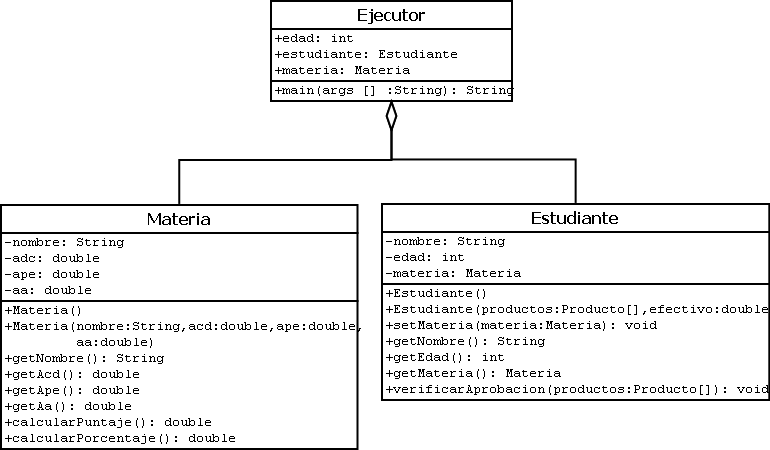 Ejecutor
+edad: int
+estudiante: Estudiante
+materia: Materia
+main(args [] :String): String
Materia
-nombre: String
-adc: double
-ape: double
-aa: double
+Materia()
+Materia(nombre:String,acd:double,ape:double,
aa:double)
+getNombre(): String
+getAcd(): double
+getApe(): double
+getAa(): double
+calcularPuntaje(): double
+calcularPorcentaje(): double
Estudiante
-nombre: String
-edad: int
-materia: Materia
+Estudiante()
+Estudiante(productos:Producto[],efectivo:double
+setMateria(materia:Materia): void
+getNombre(): String
+getEdad(): int
+getMateria(): Materia
+verificarAprobacion(productos:Producto[]): void